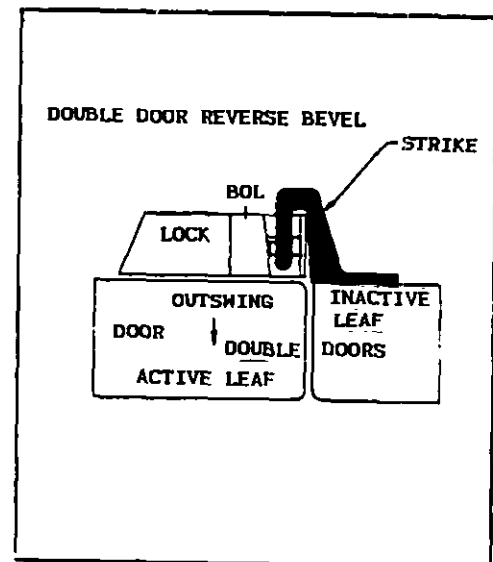 DOUBLE DOOR REVERSE BEVEL
STRIKE
BOL
LOCK
OUTSWING
INACTIVE
LEAF
DOOR
DOUBLE DOORS
ACTIVE LEAF